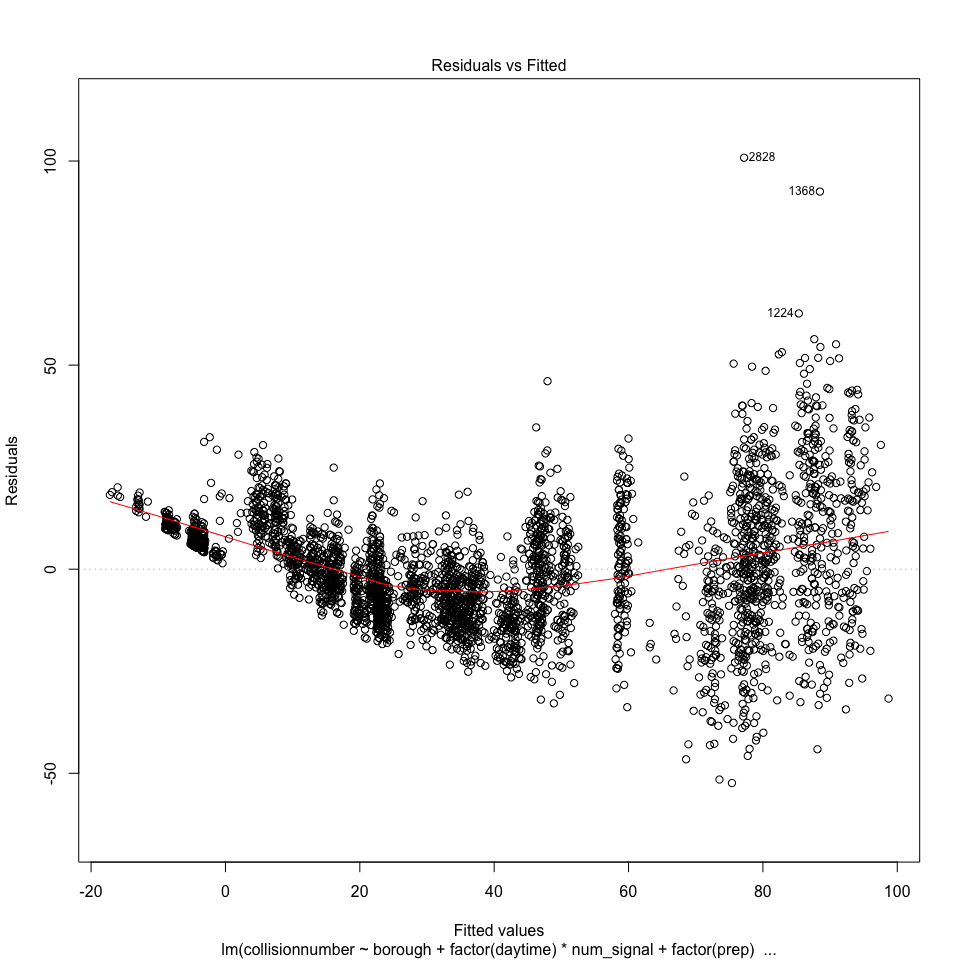 Residuals vs Fitted
100
50
0
-50
Residuals
2828
1368
1224
-20 0 20 40 60 80 100
Fitted values
lm(collisionnumber ~ borough + factor(daytime) * num_signal + factor(prep) ...